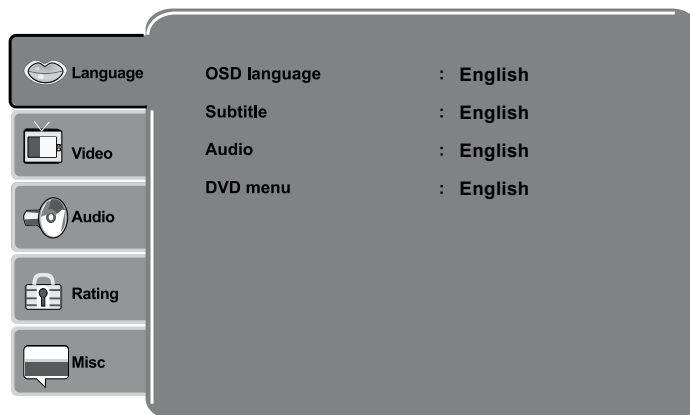 Language
Video
Audio
Rating
Misc
OSD language : English
Subtitle : English
Audio : English
DVD menu : English